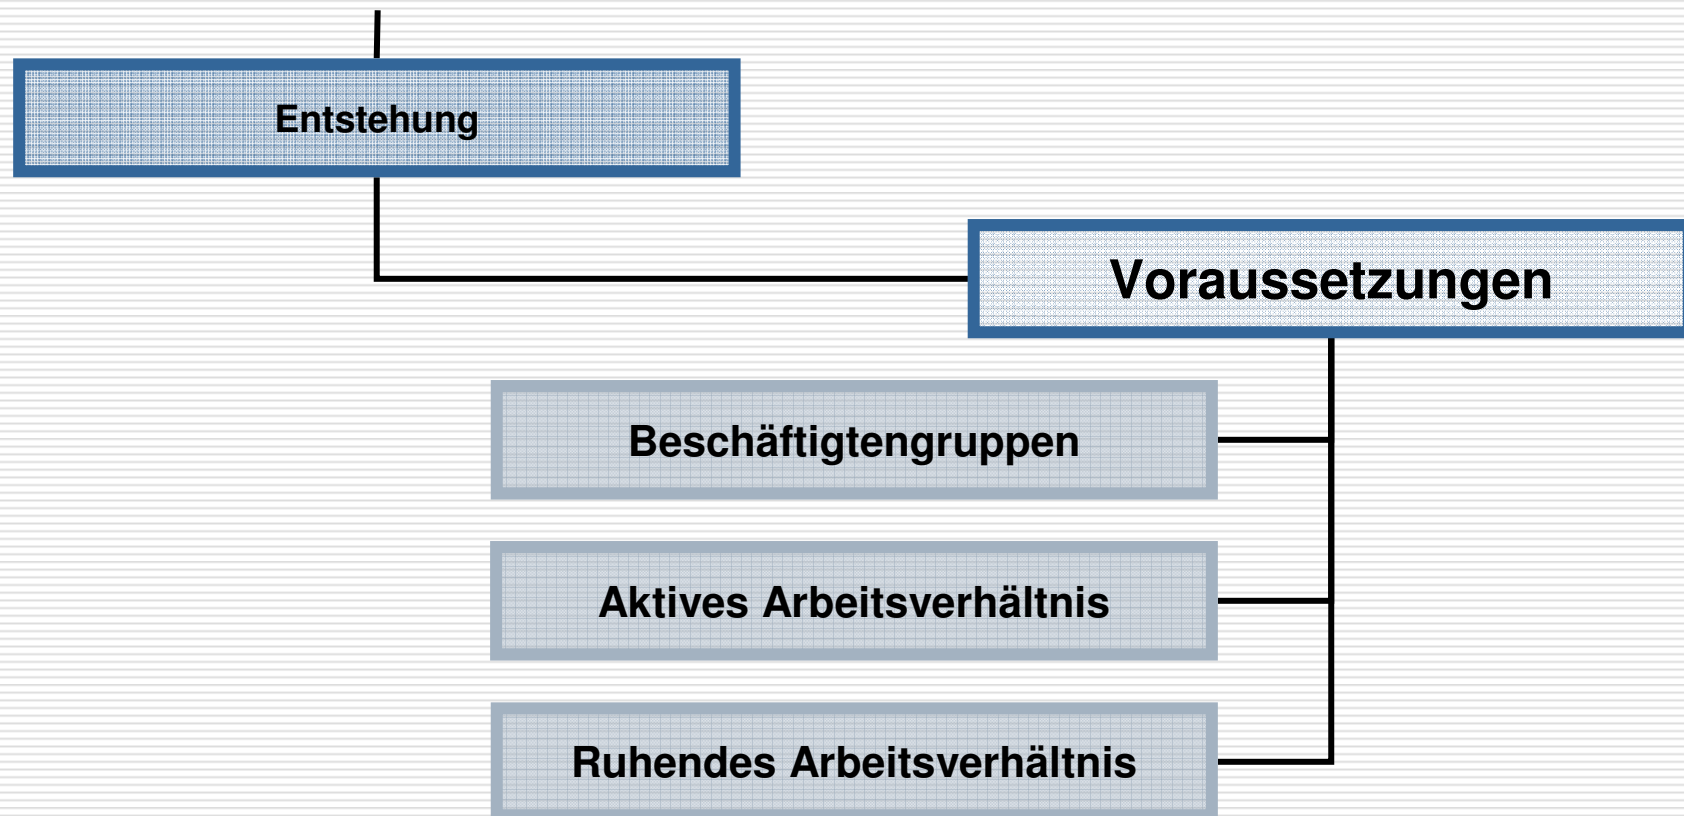 Entstehung
Voraussetzungen
Beschäftigtengruppen
Aktives Arbeitsverhältnis
Ruhendes Arbeitsverhältnis